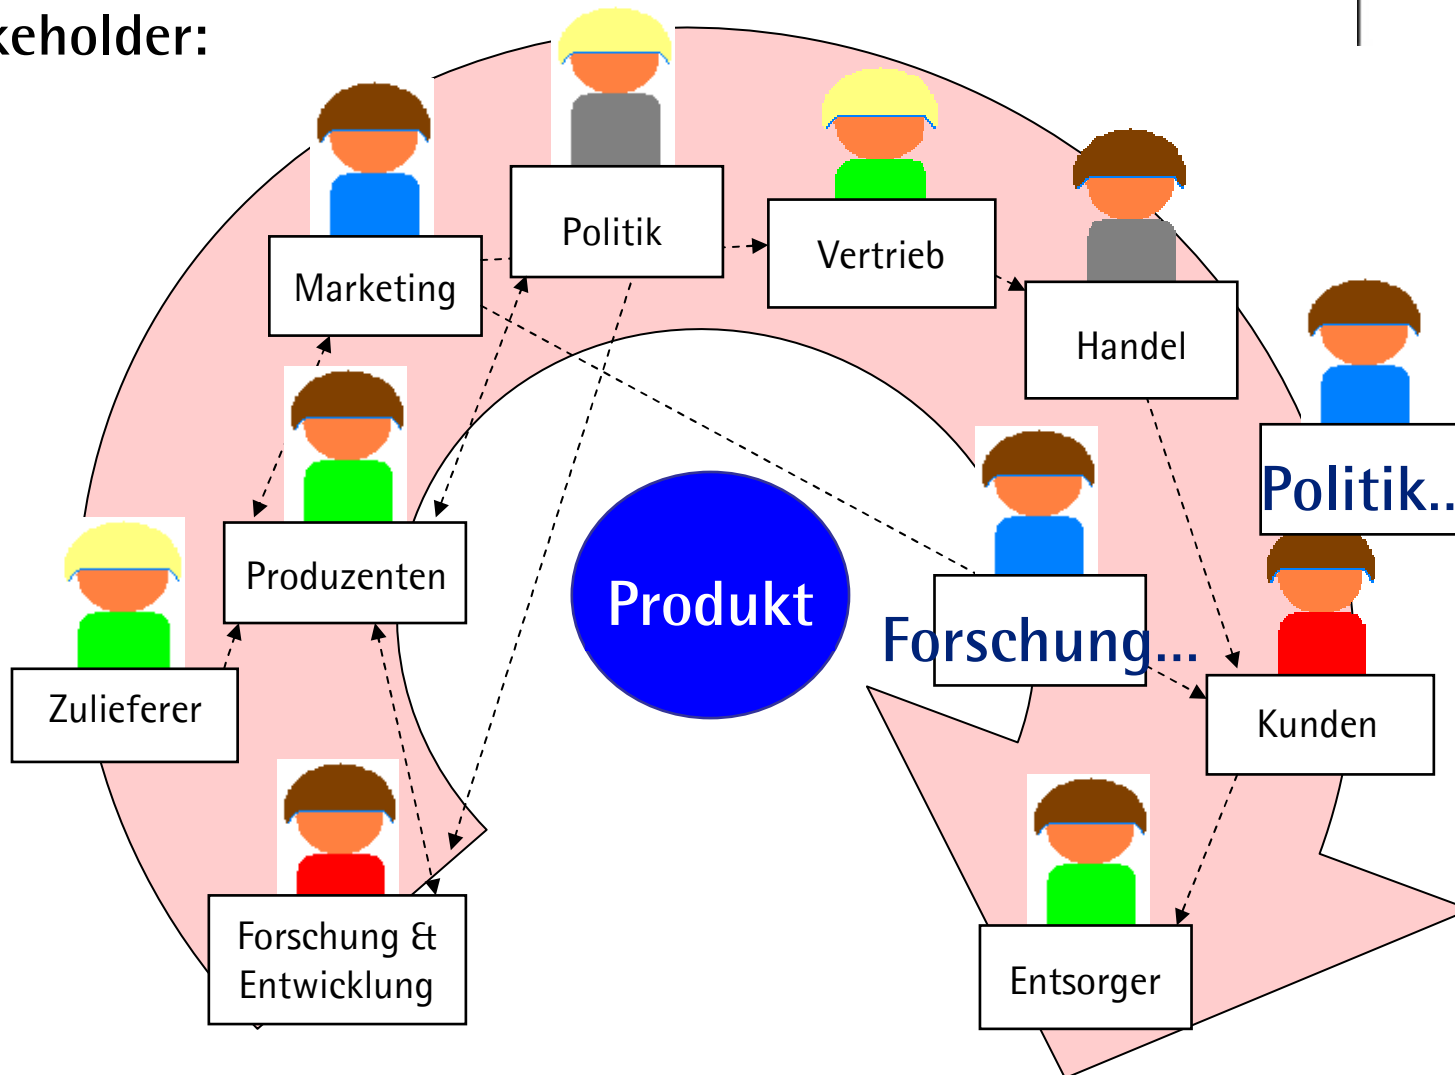 keholder:
Politik
Vertrieb
Marketing
Handel
Politik..
Produzenten
Produkt
Forschung...
Zulieferer
Kunden
Forschung &
Entwicklung
Entsorger